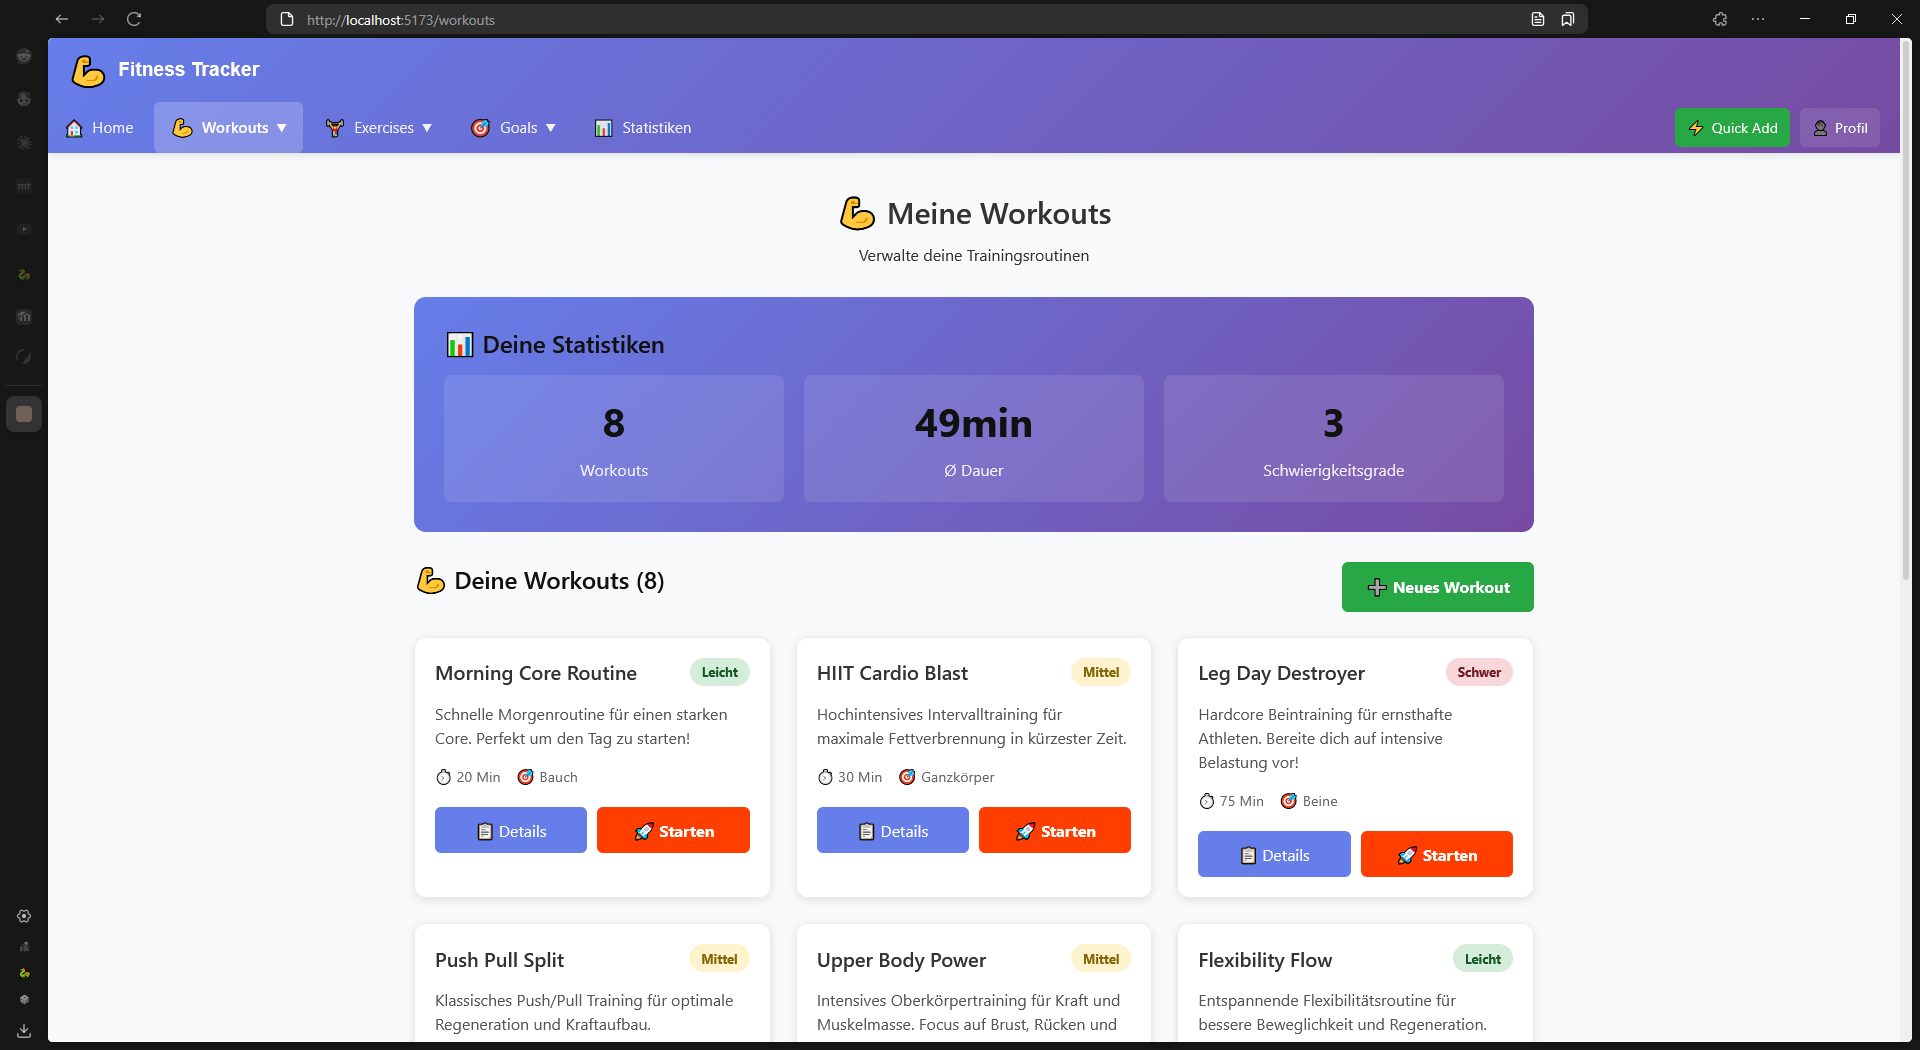 http://localhost:5173/workouts
Fitness Tracker
Home
Workouts ▼
Exercises ▼
Goals ▼
Statistiken
Quick Add
Profil
Meine Workouts
Verwalte deine Trainingsroutinen
Deine Statistiken
8
Workouts
49min
Ø Dauer
3
Schwierigkeitsgrade
Deine Workouts (8)
Neues Workout
Morning Core Routine
Leicht
Schnelle Morgenroutine für einen starken
Core. Perfekt um den Tag zu starten!
20 Min
Bauch
Details
Starten
HIIT Cardio Blast
Mittel
Hochintensives Intervalltraining für
maximale Fettverbrennung in kürzester Zeit.
30 Min
Ganzkörper
Details
Starten
Leg Day Destroyer
Schwer
Hardcore Beintraining für ernsthafte
Athleten. Bereite dich auf intensive
Belastung vor!
75 Min
Beine
Details
Starten
Push Pull Split
Mittel
Klassisches Push/Pull Training für optimale
Regeneration und Kraftaufbau.
Upper Body Power
Mittel
Intensives Oberkörpertraining für Kraft und
Muskelmasse. Focus auf Brust, Rücken und
Flexibility Flow
Leicht
Entspannende Flexibilitätsroutine für
bessere Beweglichkeit und Regeneration.